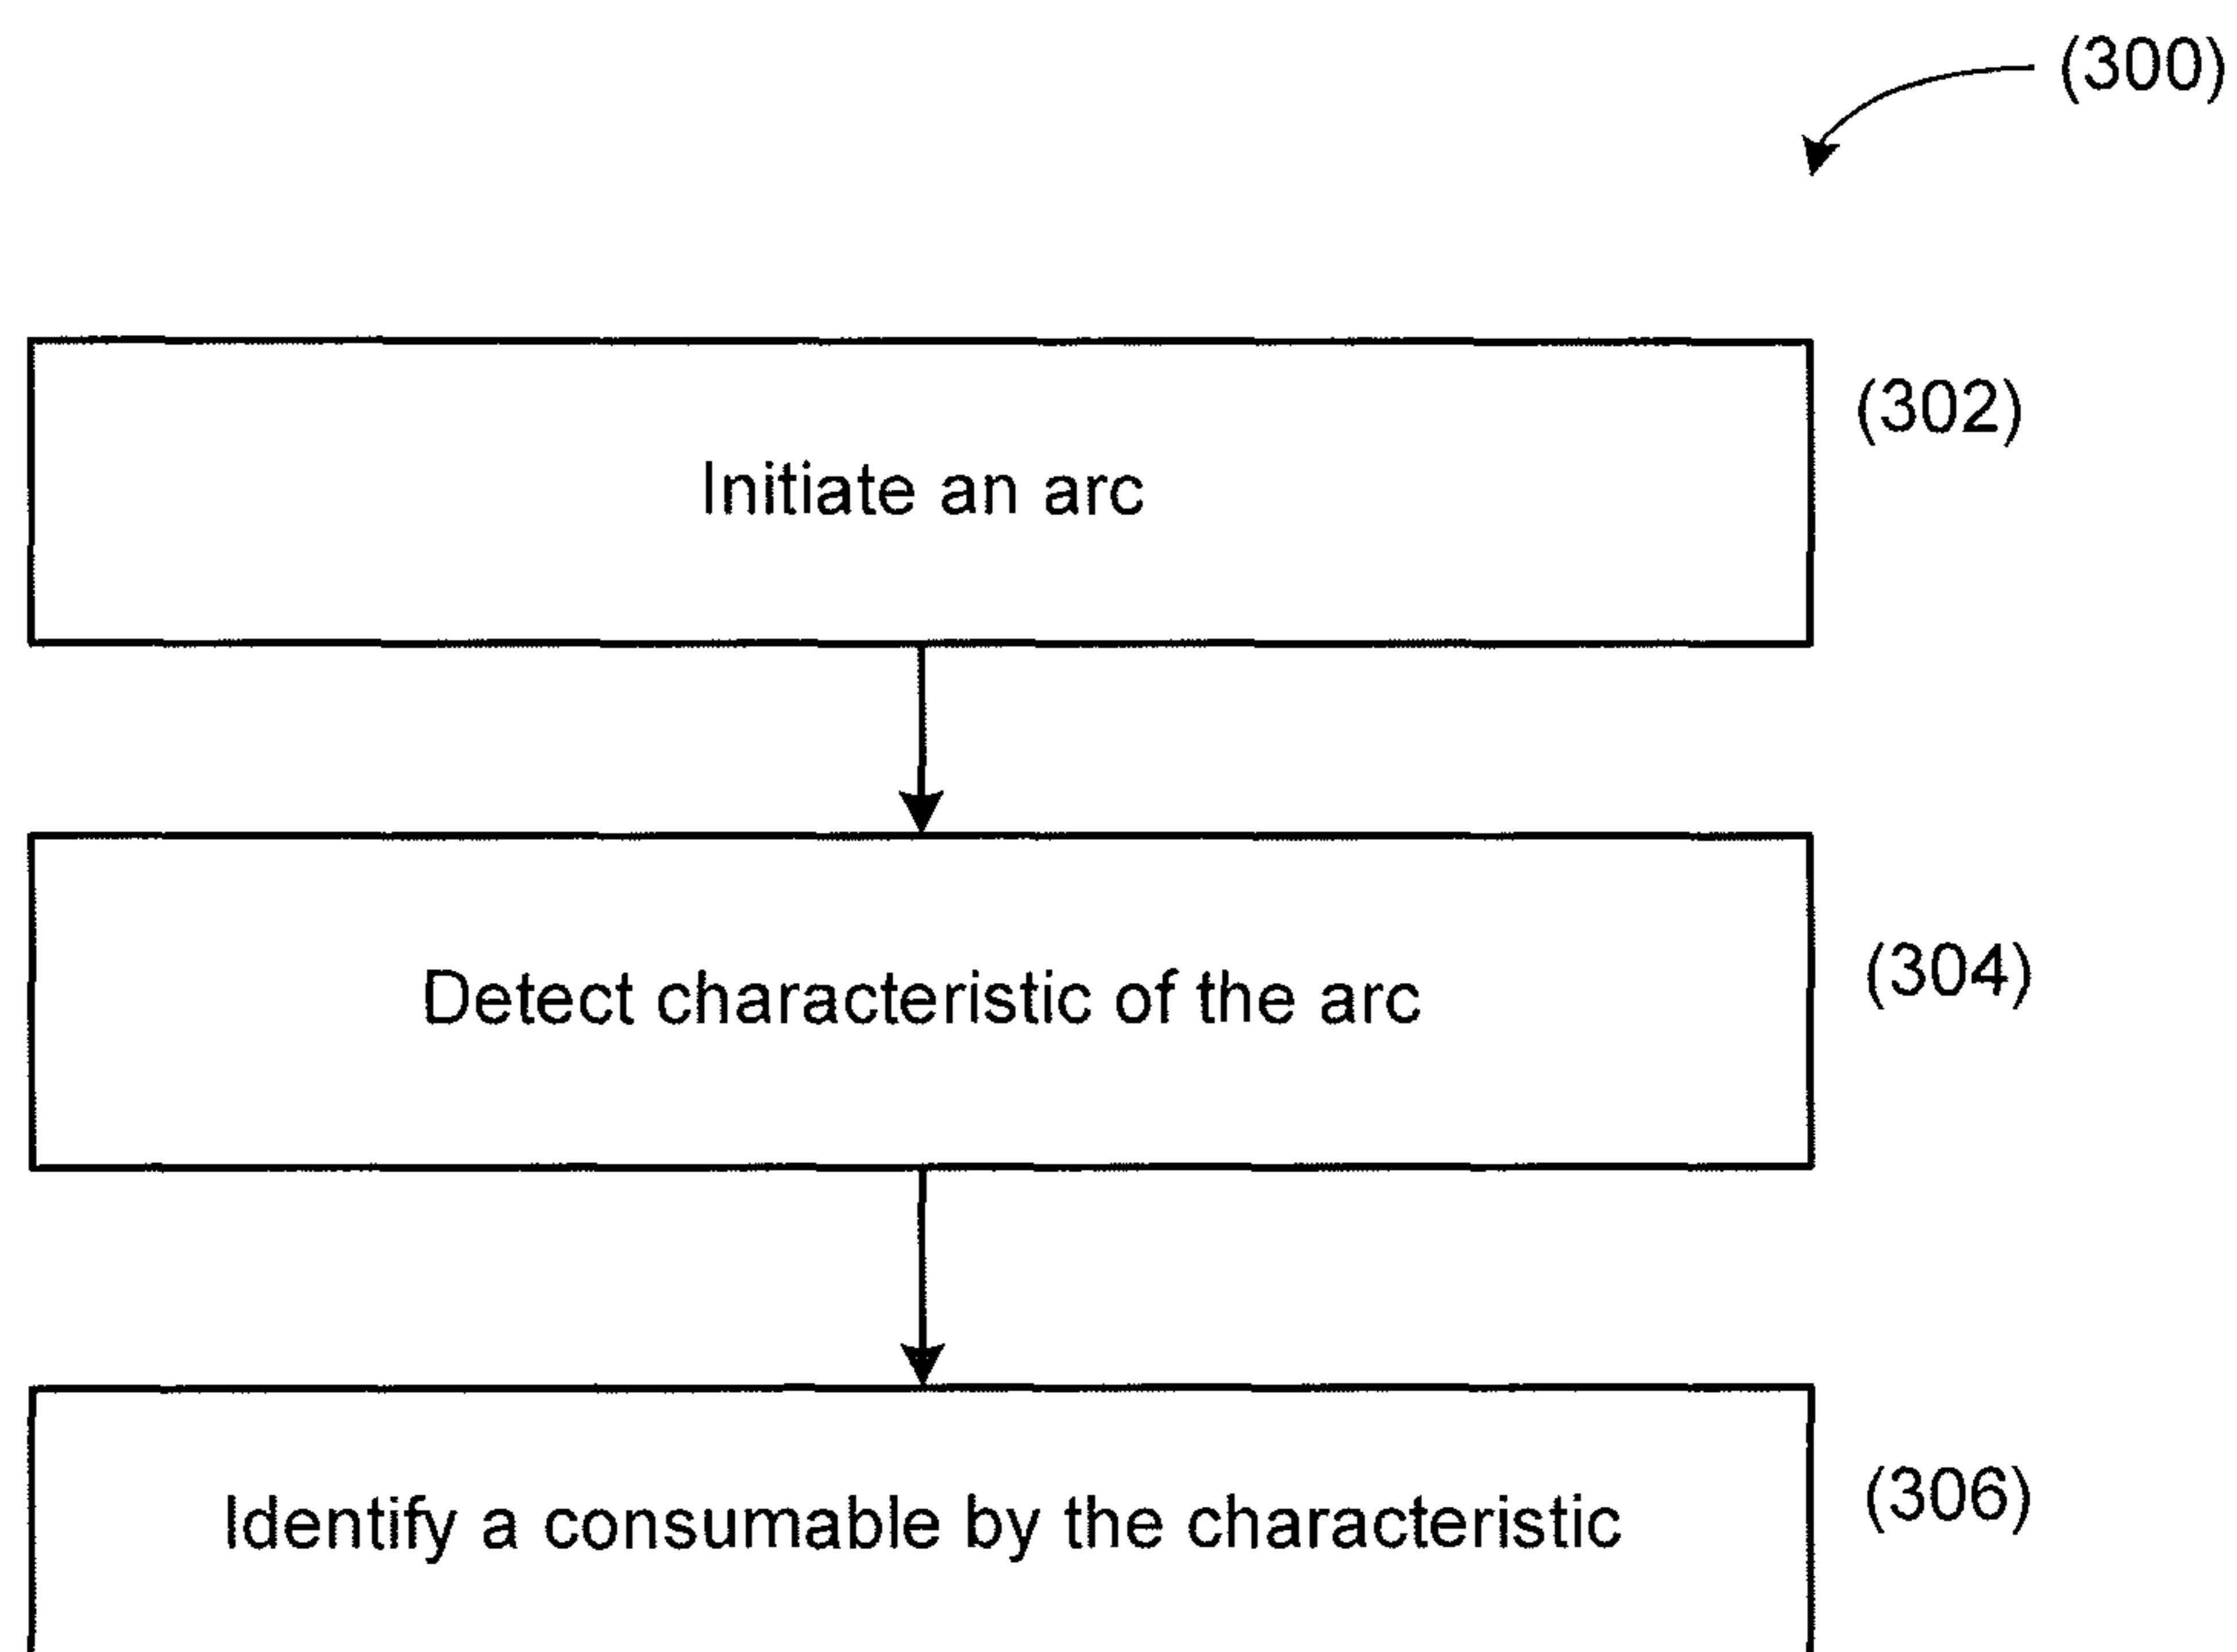 (300)
(302)
Initiate an arc
(304)
Detect characteristic of the arc
(306)
Identify a consumable by the characteristic